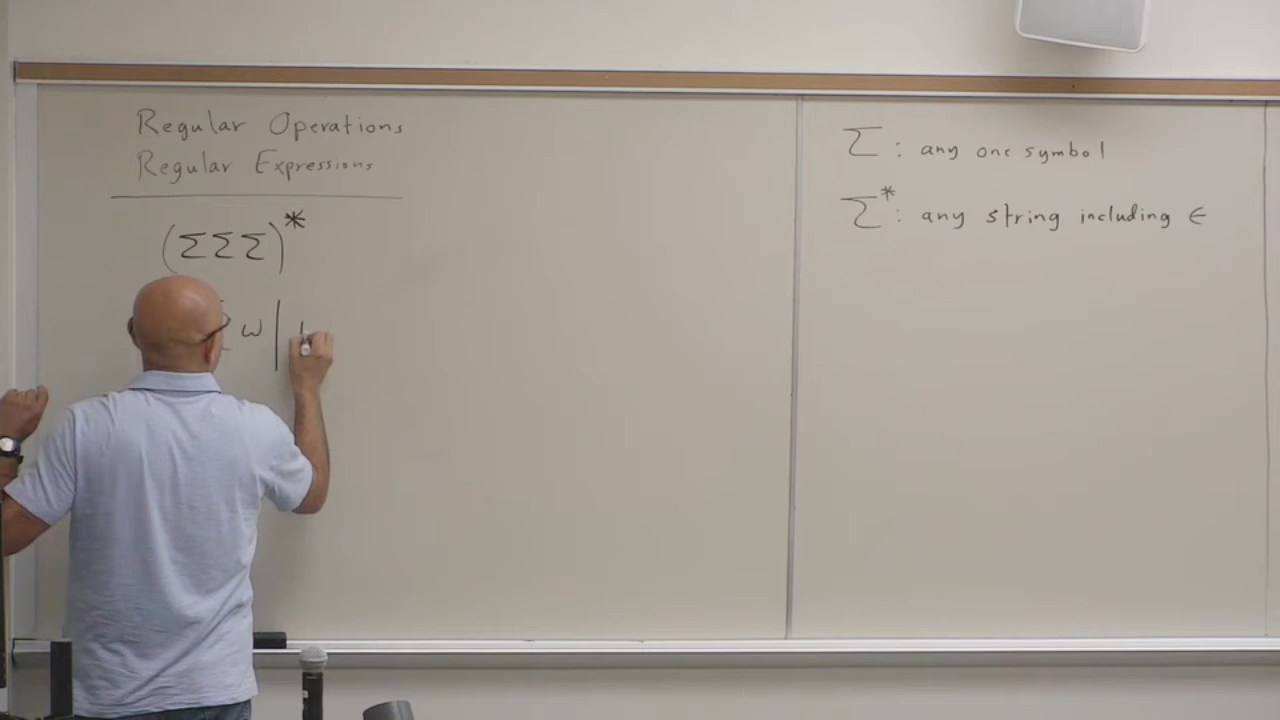 Regular Operations
Regular Expressions
(ΣΣΣ)*
{ w |
Σ : any one symbol
Σ* : any string including ∈